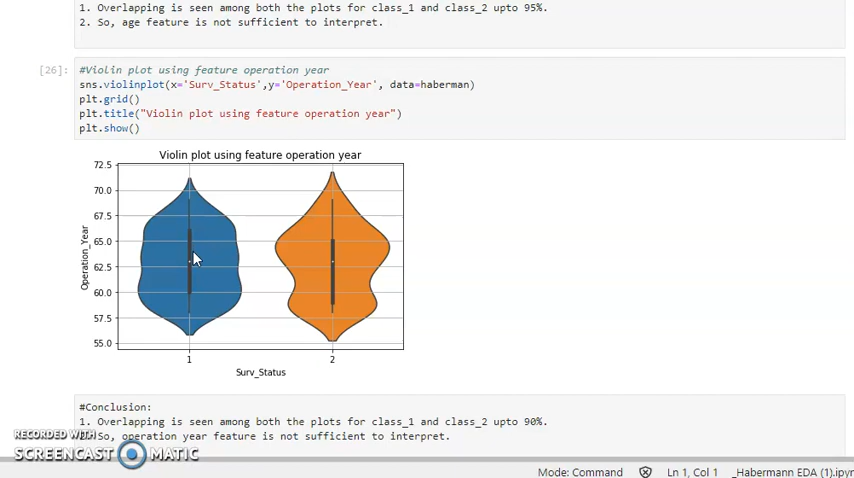 1. Overlapping is seen among both the plots for class_1 and class_2 upto 95%.
2. So, age feature is not sufficient to interpret.
[26]:
#Violin plot using feature operation year
sns.violinplot(x='Surv_Status',y='Operation_Year', data=haberman)
plt.grid()
plt.title("Violin plot using feature operation year")
plt.show()
Violin plot using feature operation year
72.5
70.0
67.5
65.0
62.5
60.0
57.5
55.0
Operation_Year
1 2
Surv_Status
#Conclusion:
1. Overlapping is seen among both the plots for class_1 and class_2 upto 90%.
So, operation year feature is not sufficient to interpret.
RECORDED WITH
SCREENCAST MATIC
Mode: Command Ln 1, Col 1 _Habermann EDA (1).ipyn